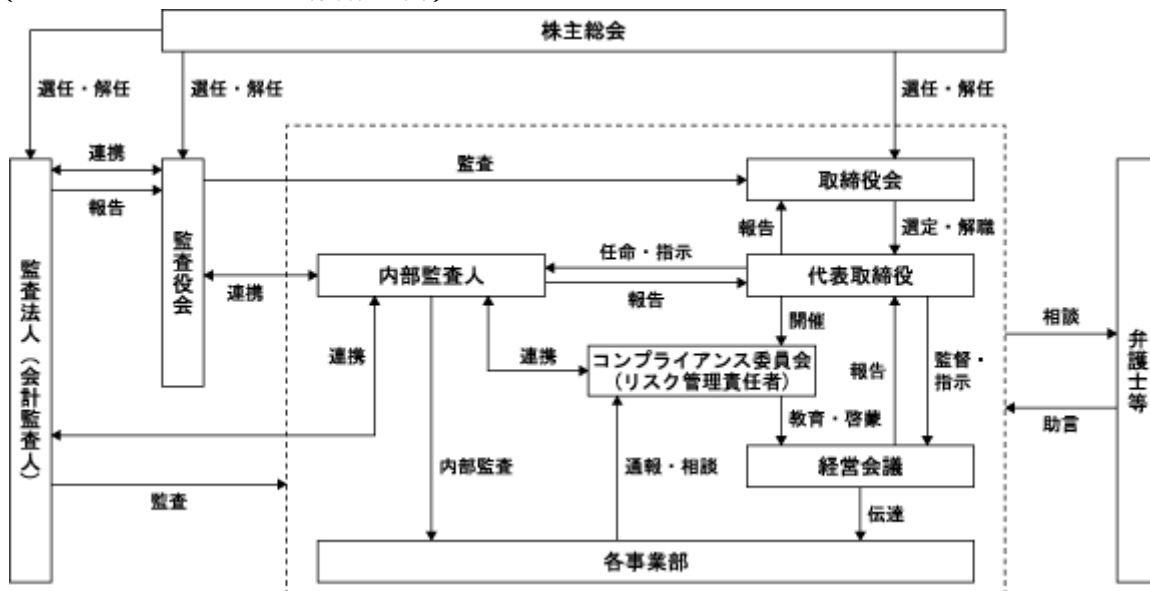 株主総会
選任・解任
選任・解任
選任・解任
連携
報告
監査
取締役会
監査役会
報告
選定・解職
監査法人（会計監査人）
連携
内部監査人
任命・指示
報告
代表取締役
開催
連携
連携
コンプライアンス委員会
（リスク管理責任者）
報告
監督・
指示
相談
弁護士等
助言
教育・啓蒙
監査
内部監査
通報・相談
経営会議
伝達
各事業部